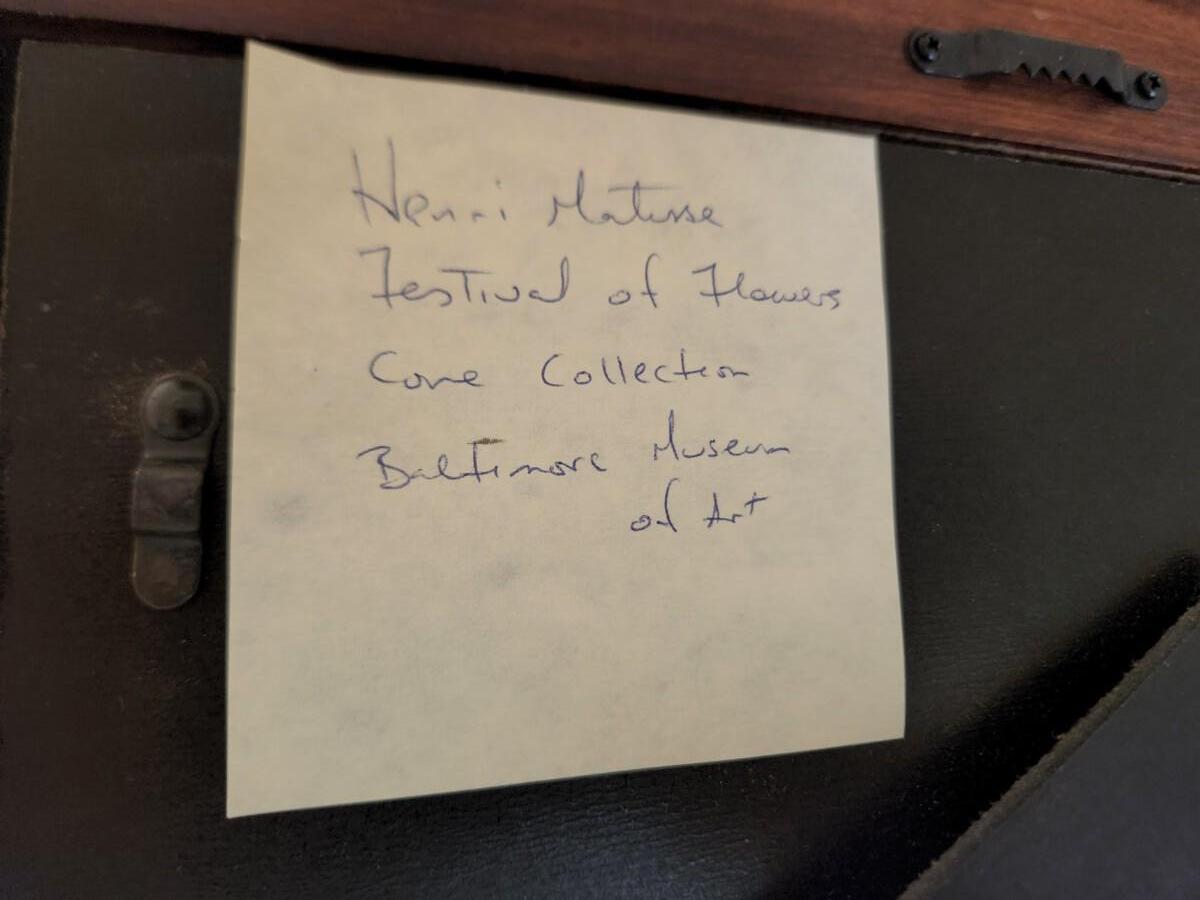 Henri Matisse
Festival of Flowers
Cone Collection
Baltimore Museum
of Art